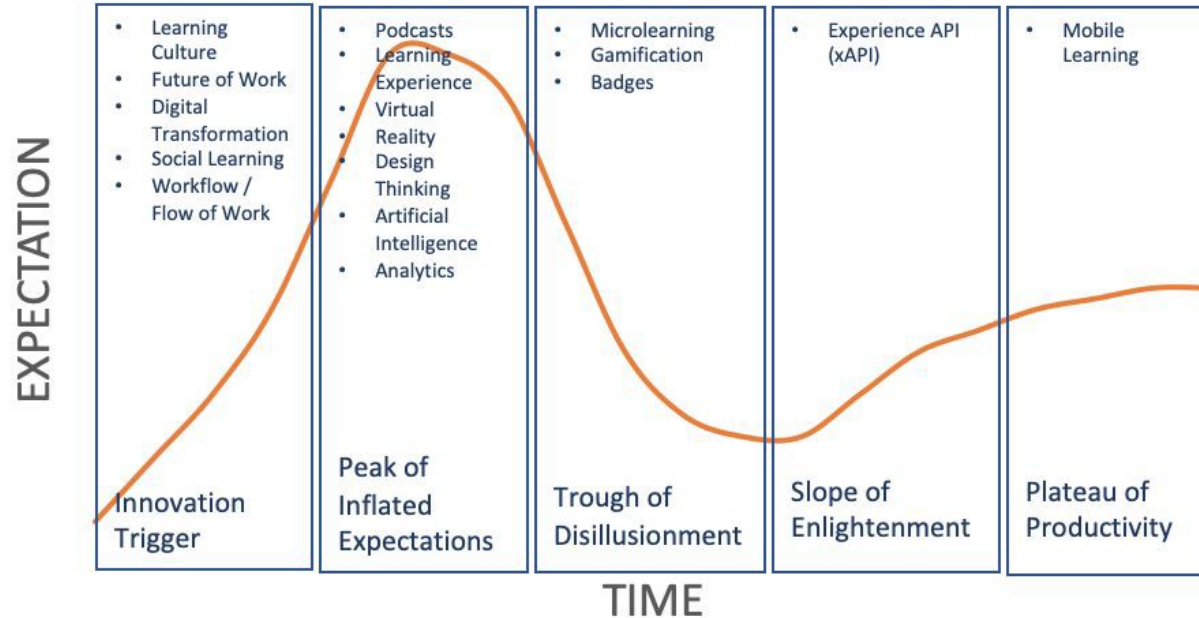 EXPECTATION
• Learning
Culture
• Future of Work
• Digital
Transformation
• Social Learning
• Workflow /
Flow of Work
Innovation
Trigger
• Podcasts
• Learning
Experience
• Virtual
• Reality
• Design
Thinking
• Artificial
Intelligence
• Analytics
Peak of
Inflated
Expectations
• Microlearning
• Gamification
• Badges
Trough of
Disillusionment
• Experience API
(xAPI)
Slope of
Enlightenment
• Mobile
Learning
Plateau of
Productivity
TIME